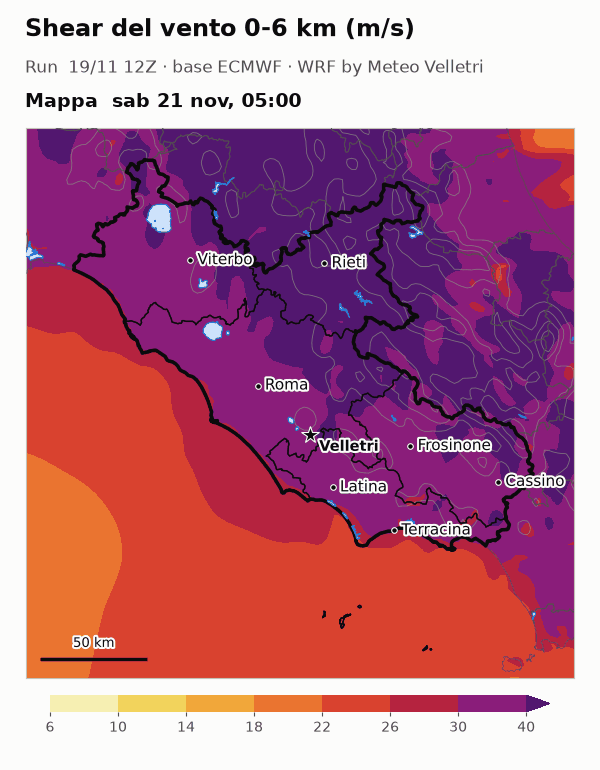 Shear del vento 0-6 km (m/s)
Run  19/11 12Z · base ECMWF · WRF by Meteo Velletri
Mappa  sab 21 nov, 05:00
Viterbo
Rieti
Roma
Velletri
Frosinone
Cassino
Latina
Terracina
50 km
6 10 14 18 22 26 30 40